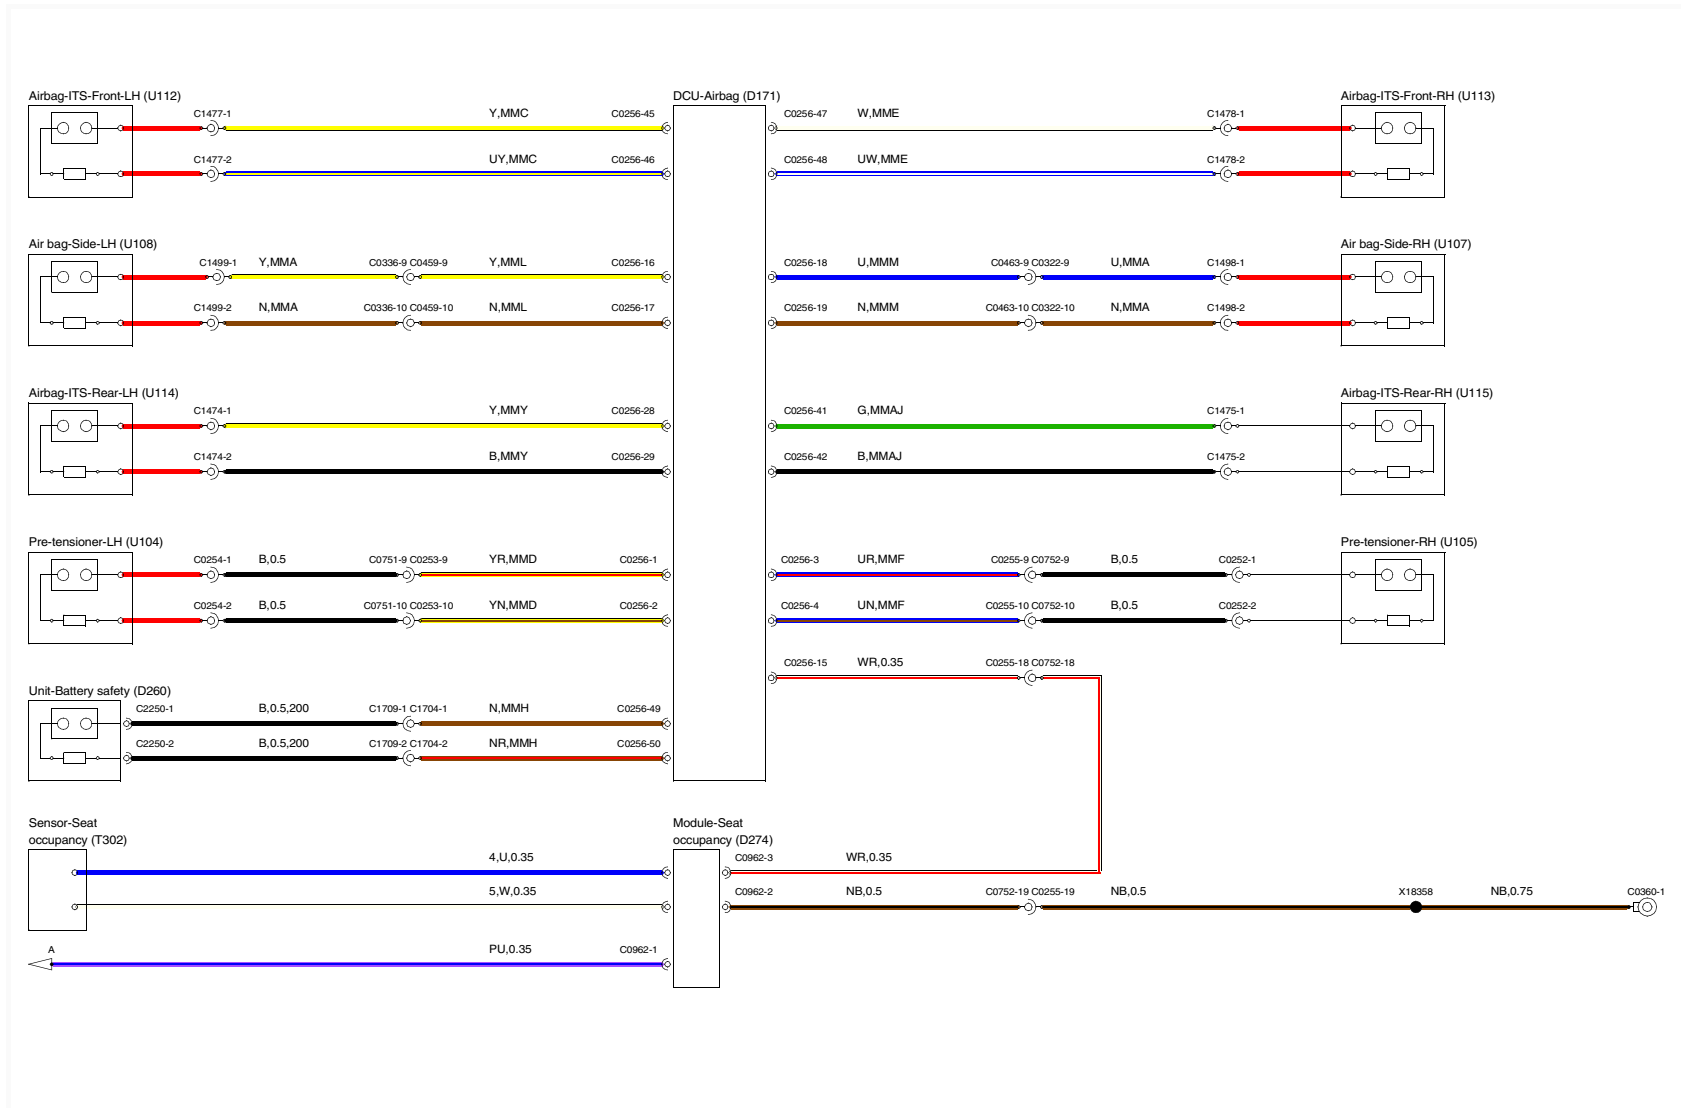 Airbag-ITS-Front-LH (U112)
DCU-Airbag (D171)
Airbag-ITS-Front-RH (U113)
C1477-1 Y,MMC C0256-45 C0256-47 W,MME C1478-1
C1477-2 UY,MMC C0256-46 C0256-48 UW,MME C1478-2
Air bag-Side-LH (U108)
Air bag-Side-RH (U107)
C1499-1 Y,MMA C0336-9 C0459-9 Y,MML C0256-16 C0256-18 U,MMM C0463-9 C0322-9 U,MMA C1498-1
C1499-2 N,MMA C0336-10 C0459-10 N,MML C0256-17 C0256-19 N,MMM C0463-10 C0322-10 N,MMA C1498-2
Airbag-ITS-Rear-LH (U114)
Airbag-ITS-Rear-RH (U115)
C1474-1 Y,MMY C0256-28 C0256-41 G,MMAJ C1475-1
C1474-2 B,MMY C0256-29 C0256-42 B,MMAJ C1475-2
Pre-tensioner-LH (U104)
Pre-tensioner-RH (U105)
C0254-1 B,0.5 C0751-9 C0253-9 YR,MMD C0256-1 C0256-3 UR,MMF C0255-9 C0752-9 B,0.5 C0252-1
C0254-2 B,0.5 C0751-10 C0253-10 YN,MMD C0256-2 C0256-4 UN,MMF C0255-10 C0752-10 B,0.5 C0252-2
C0256-15 WR,0.35 C0255-18 C0752-18
Unit-Battery safety (D260)
C2250-1 B,0.5,200 C1709-1 C1704-1 N,MMH C0256-49
C2250-2 B,0.5,200 C1709-2 C1704-2 NR,MMH C0256-50
Sensor-Seat
occupancy (T302)
Module-Seat
occupancy (D274)
4,U,0.35 C0962-3 WR,0.35
5,W,0.35 C0962-2 NB,0.5 C0752-19 C0255-19 NB,0.5 X18358 NB,0.75 C0360-1
A PU,0.35 C0962-1